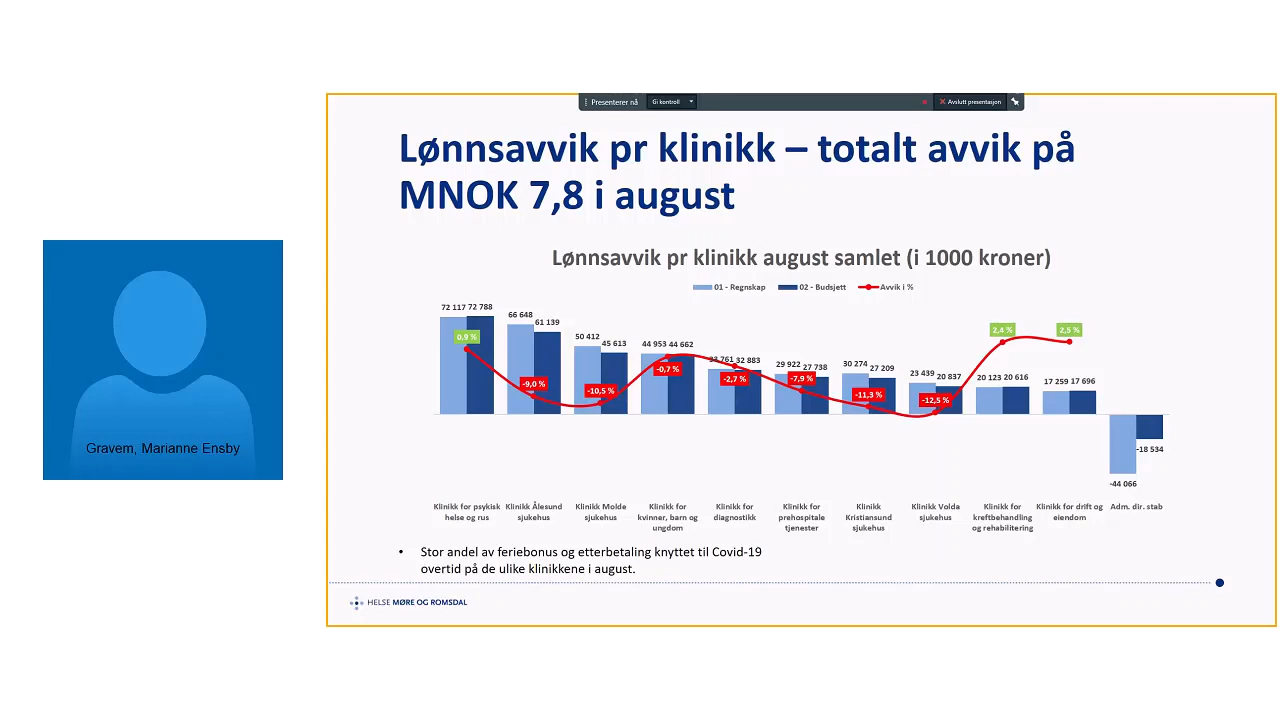 Presenterer nå
Gi kontroll
Avslutt presentasjon
Lønnsavvik pr klinikk – totalt avvik på
MNOK 7,8 i august
Lønnsavvik pr klinikk august samlet (i 1000 kroner)
01 - Regnskap 02 - Budsjett Avvik i %
72 117 72 788
66 648 61 139
50 412 45 613
44 953 44 662
33 761 32 883
29 922 27 738
30 274 27 209
23 439 20 837
20 123 20 616
17 259 17 696
-44 066 -18 534
0,9 %
-9,0 %
-10,5 %
-0,7 %
-2,7 %
-7,9 %
-11,3 %
-12,5 %
2,4 %
2,5 %
Klinikk for psykisk
helse og rus
Klinikk Ålesund
sjukehus
Klinikk Molde
sjukehus
Klinikk for
kvinner, barn og
ungdom
Klinikk for
diagnostikk
Klinikk for
prehospitale
tjenester
Klinikk
Kristiansund
sjukehus
Klinikk Volda
sjukehus
Klinikk for
kreftbehandling
og rehabilitering
Klinikk for drift og
eiendom
Adm. dir. stab
• Stor andel av feriebonus og etterbetaling knyttet til Covid-19
overtid på de ulike klinikkene i august.
HELSE MØRE OG ROMSDAL
Gravem, Marianne Ensby